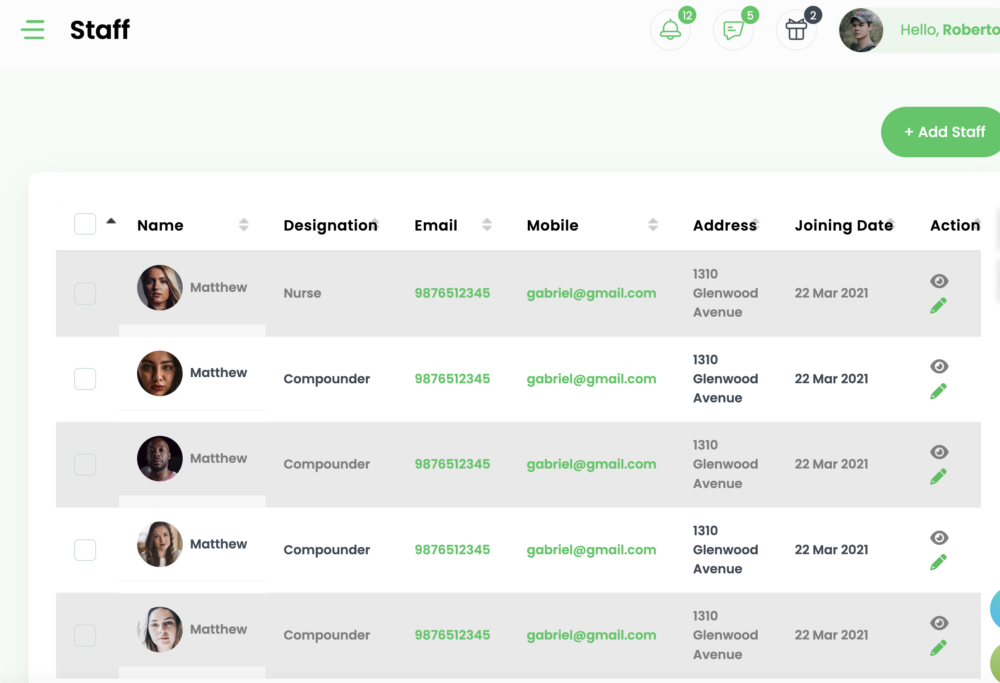 Staff
12
5
2
Hello, Roberto
+ Add Staff
Name Designation Email Mobile Address Joining Date Action
Matthew Nurse 9876512345 gabriel@gmail.com 1310 Glenwood Avenue 22 Mar 2021
Matthew Compounder 9876512345 gabriel@gmail.com 1310 Glenwood Avenue 22 Mar 2021
Matthew Compounder 9876512345 gabriel@gmail.com 1310 Glenwood Avenue 22 Mar 2021
Matthew Compounder 9876512345 gabriel@gmail.com 1310 Glenwood Avenue 22 Mar 2021
Matthew Compounder 9876512345 gabriel@gmail.com 1310 Glenwood Avenue 22 Mar 2021